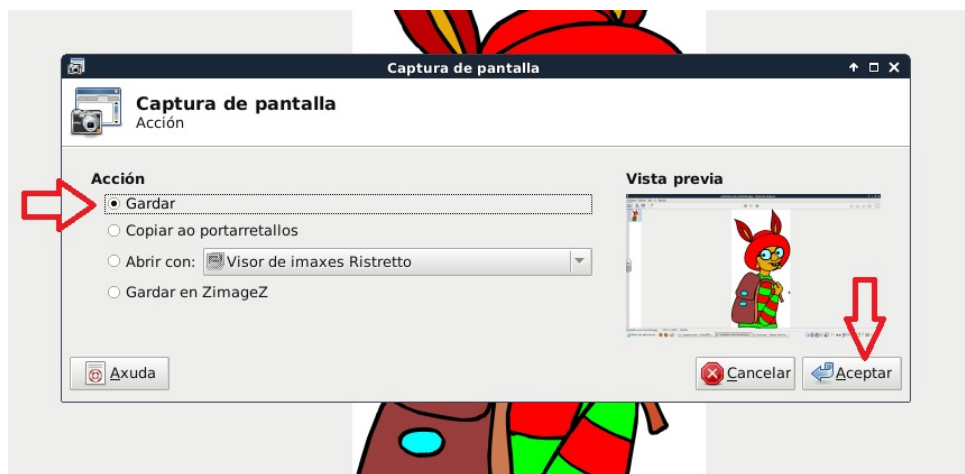 Captura de pantalla
Captura de pantalla
Acción
Acción
Gardar
Copiar ao portarretallos
Abrir con: Visor de imaxes Ristretto
Gardar en ZimageZ
Vista previa
Axuda
Cancelar
Aceptar